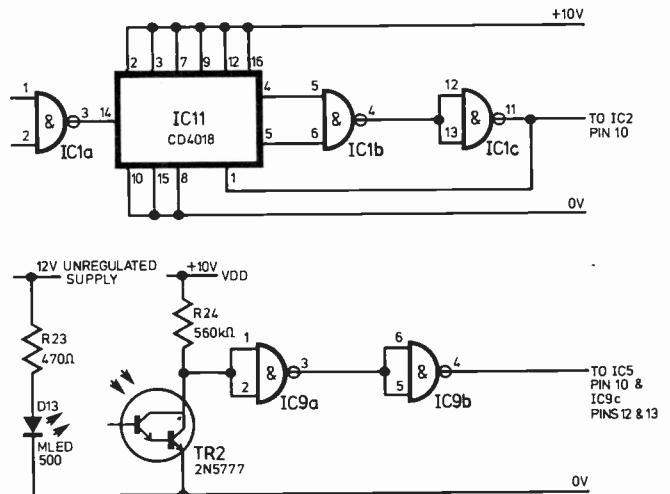 +10V
2 3 7 9 12 16
1
2
&
3
IC1a
14
IC11
CD4018
4
5
5
6
&
4
IC1b
12
13
&
11
IC1c
TO IC2
PIN 10
10 15 8 1
0V
12V UNREGULATED
SUPPLY
+10V
VDD
R23
470Ω
R24
560kΩ
D13
MLED
500
TR2
2N5777
1
2
&
3
IC9a
6
5
&
4
IC9b
TO IC5
PIN 10 &
IC9c
PINS 12 & 13
0V